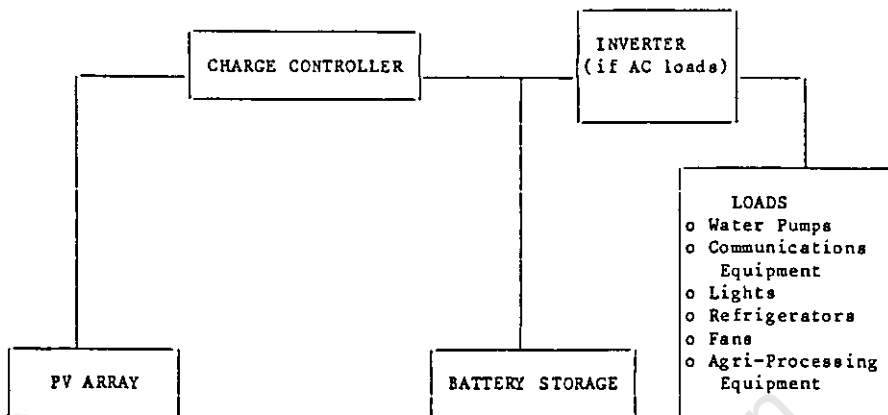 CHARGE CONTROLLER
INVERTER
(if AC loads)
LOADS
o Water Pumps
o Communications
Equipment
o Lights
o Refrigerators
o Fans
o Agri-Processing
Equipment
PV ARRAY
BATTERY STORAGE